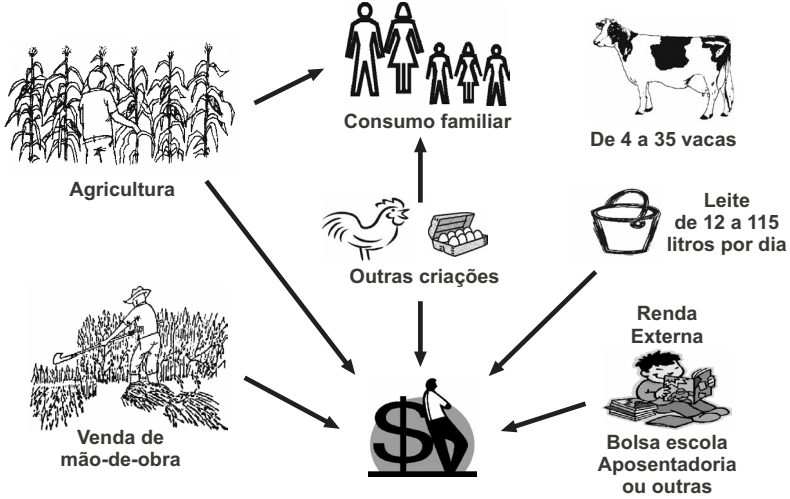 Consumo familiar
De 4 a 35 vacas
Agricultura
Leite
de 12 a 115
litros por dia
Outras criações
Renda
Externa
$
Venda de
mão-de-obra
Bolsa escola
Aposentadoria
ou outras